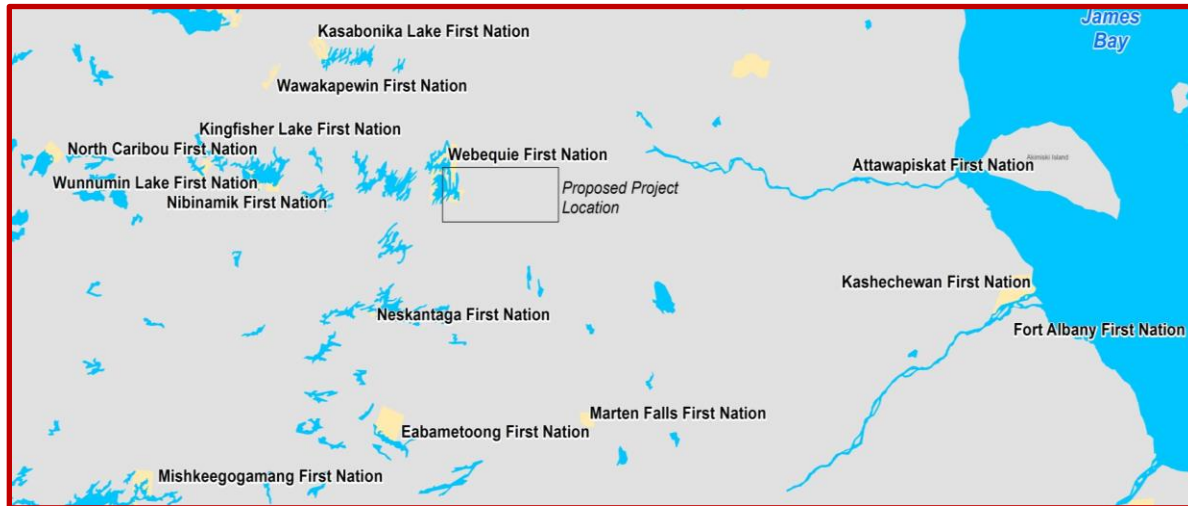 James
Bay
Kasabonika Lake First Nation
Wawakapewin First Nation
Kingfisher Lake First Nation
North Caribou First Nation
Webequie First Nation
Akimiski Island
Attawapiskat First Nation
Wunnumin Lake First Nation
Proposed Project
Location
Nibinamik First Nation
Kashechewan First Nation
Neskantaga First Nation
Fort Albany First Nation
Marten Falls First Nation
Eabametoong First Nation
Mishkeegogamang First Nation